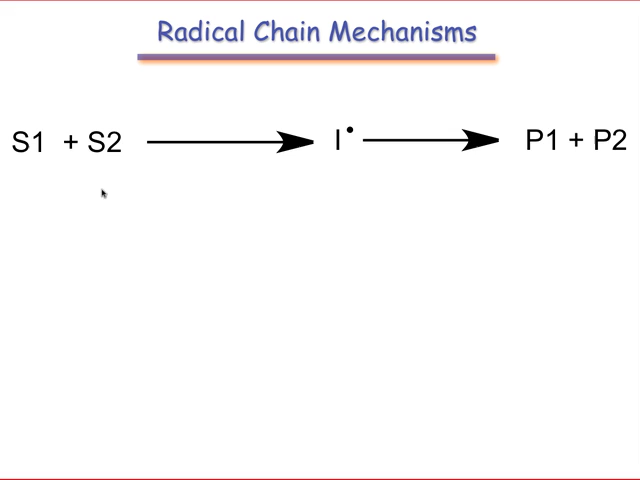 Radical Chain Mechanisms
S1 + S2 I• P1 + P2